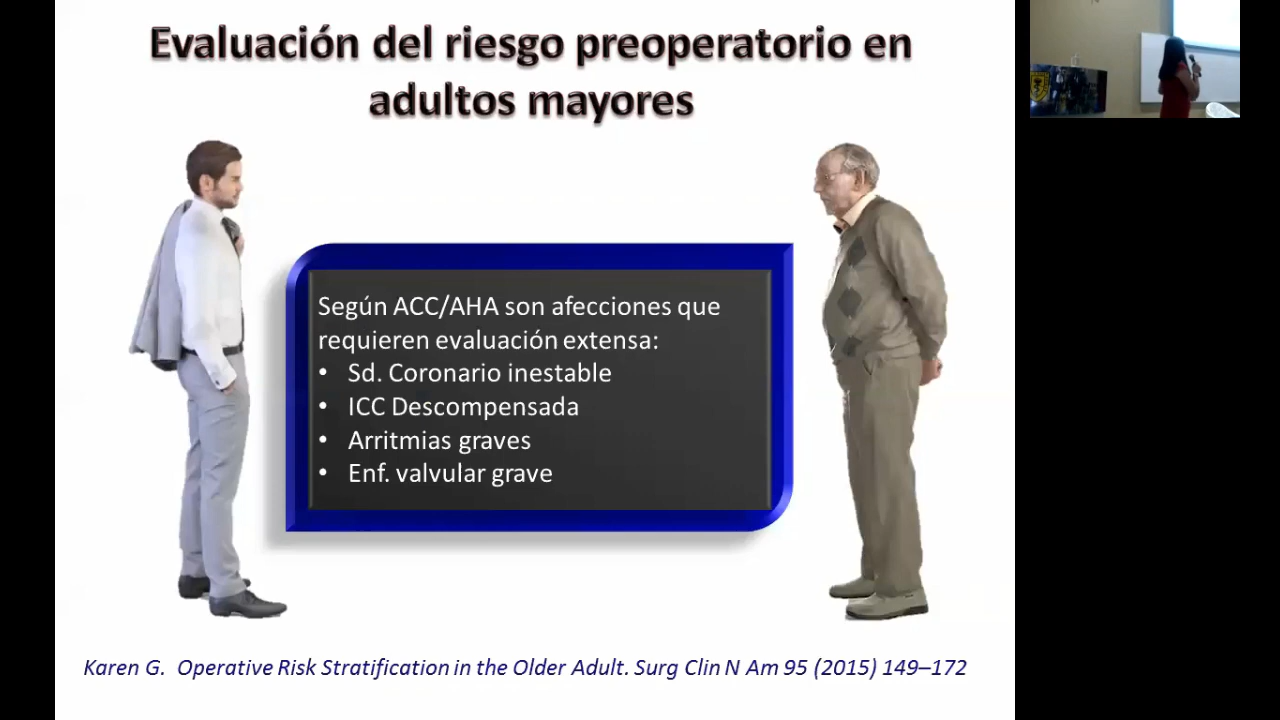 Evaluación del riesgo preoperatorio en
adultos mayores
Según ACC/AHA son afecciones que
requieren evaluación extensa:
• Sd. Coronario inestable
• ICC Descompensada
• Arritmias graves
• Enf. valvular grave
Karen G. Operative Risk Stratification in the Older Adult. Surg Clin N Am 95 (2015) 149–172